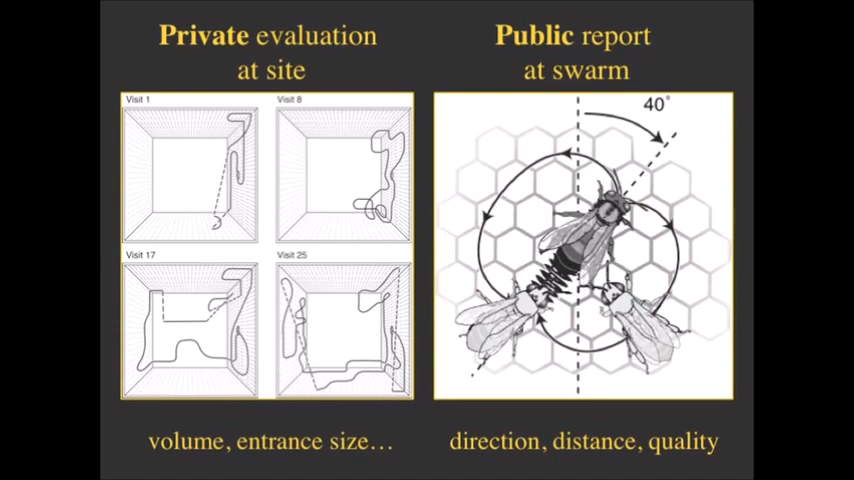 Private evaluation
at site
Public report
at swarm
Visit 1
Visit 8
Visit 17
Visit 25
40°
volume, entrance size…
direction, distance, quality